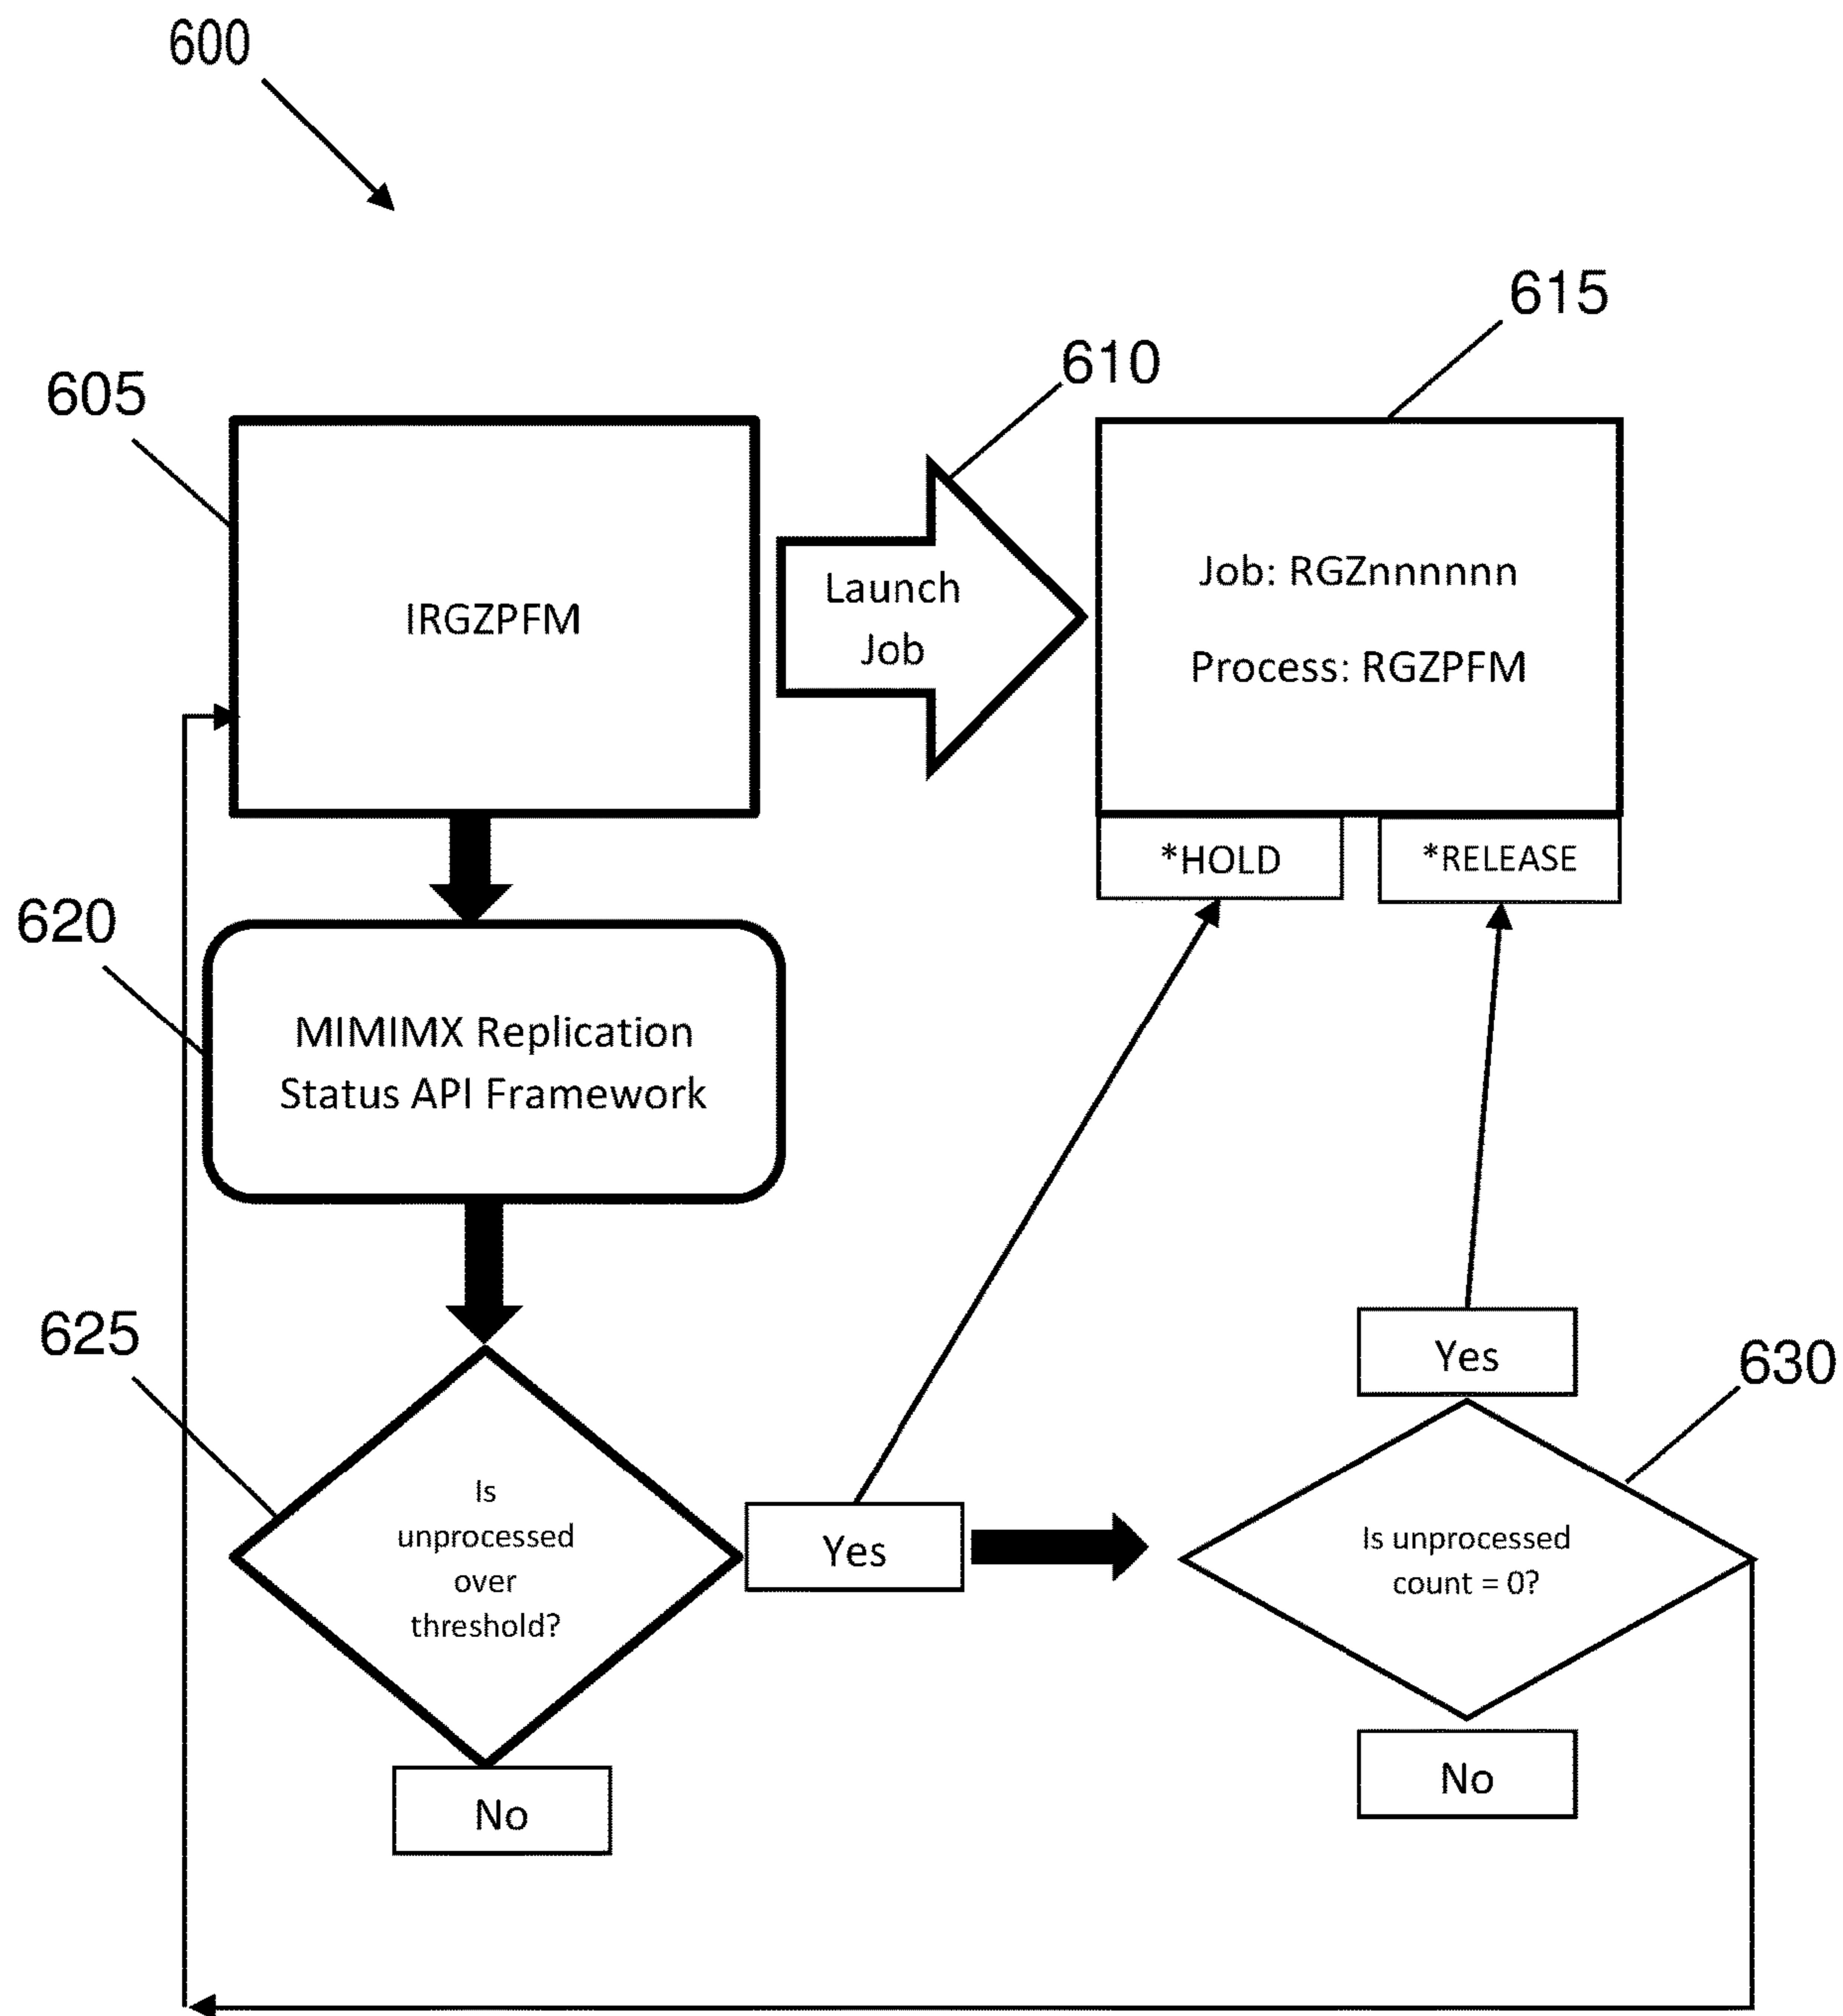 600
615
610
605
IRGZPFM
Launch
Job
Job: RGZnnnnnn
Process: RGZPFM
*HOLD
*RELEASE
620
MIMIMX Replication
Status API Framework
625
Is
unprocessed
over
threshold?
Yes
No
Yes
630
Is unprocessed
count = 0?
No